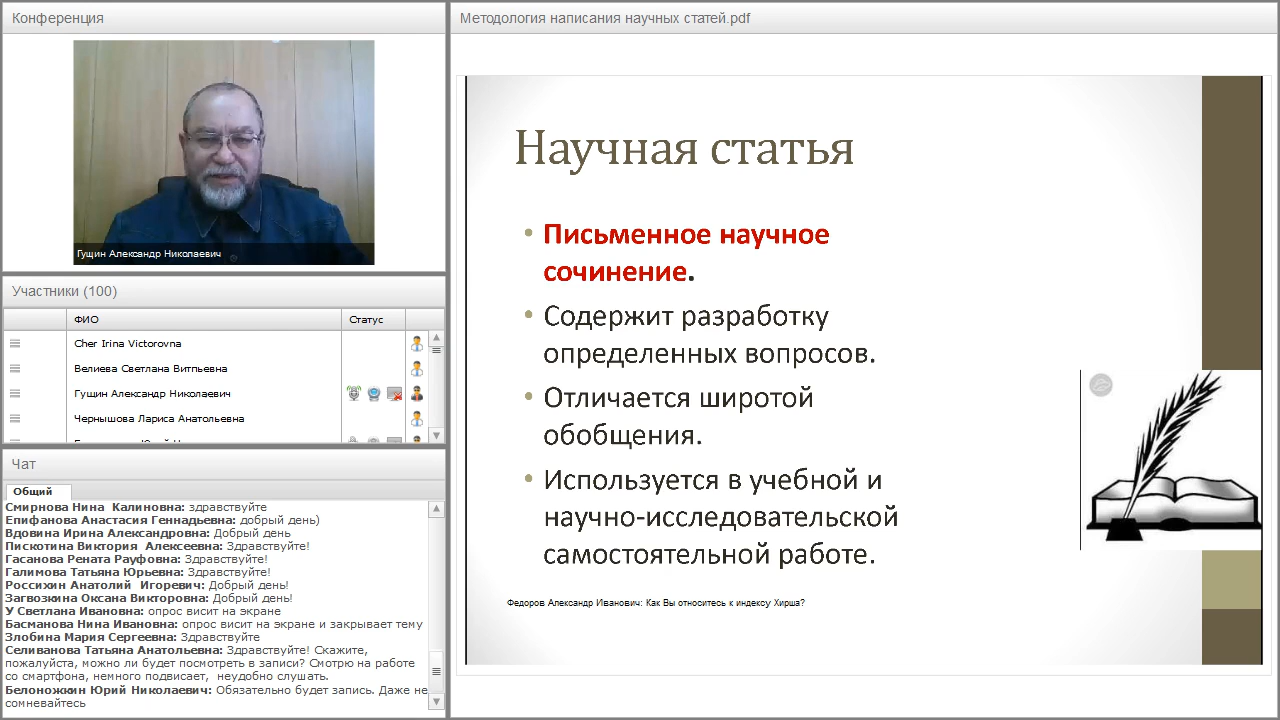 Конференция
Гущин Александр Николаевич
Участники (100)
ФИО
Статус
Cher Irina Victorovna
Велиева Светлана Витпьевна
Гущин Александр Николаевич
Чернышова Лариса Анатольевна
Чат
Общий
Смирнова Нина Калиновна: здравствуйте
Епифанова Анастасия Геннадьевна: добрый день)
Вдовина Ирина Александровна: Добрый день
Пискотина Виктория Алексеевна: Здравствуйте!
Гасанова Рената Рауфовна: Здравствуйте!
Галимова Татьяна Юрьевна: Здравствуйте!
Россихин Анатолий Игоревич: Добрый день!
Загвозкина Оксана Викторовна: Добрый день!
У Светлана Ивановна: опрос висит на экране
Басманова Нина Ивановна: опрос висит на экране и закрывает тему
Злобина Мария Сергеевна: Здравствуйте
Селиванова Татьяна Анатольевна: Здравствуйте! Скажите,
пожалуйста, можно ли будет посмотреть в записи? Смотрю на работе
со смартфона, немного подвисает, неудобно слушать.
Белоножкин Юрий Николаевич: Обязательно будет запись. Даже не
сомневайтесь
Методология написания научных статей.pdf
Научная статья
• Письменное научное
сочинение.
• Содержит разработку
определенных вопросов.
• Отличается широтой
обобщения.
• Используется в учебной и
научно-исследовательской
самостоятельной работе.
Федоров Александр Иванович: Как Вы относитесь к индексу Хирша?